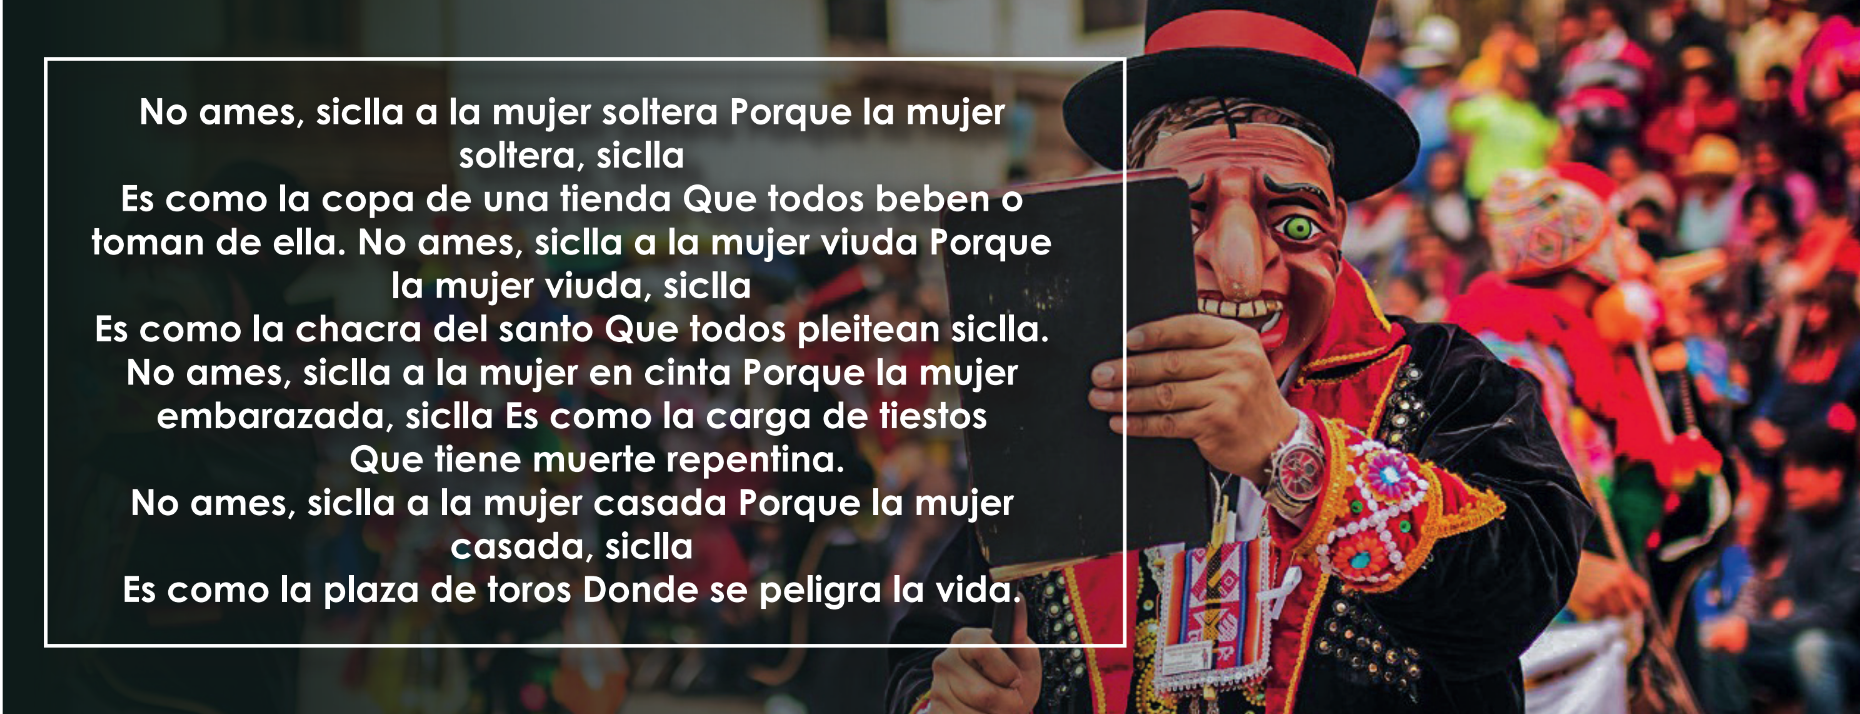 No ames, siclla a la mujer soltera Porque la mujer
soltera, siclla
Es como la copa de una tienda Que todos beben o
toman de ella. No ames, siclla a la mujer viuda Porque
la mujer viuda, siclla
Es como la chacra del santo Que todos pleitean siclla.
No ames, siclla a la mujer en cinta Porque la mujer
embarazada, siclla Es como la carga de tiestos
Que tiene muerte repentina.
No ames, siclla a la mujer casada Porque la mujer
casada, siclla
Es como la plaza de toros Donde se peligra la vida.